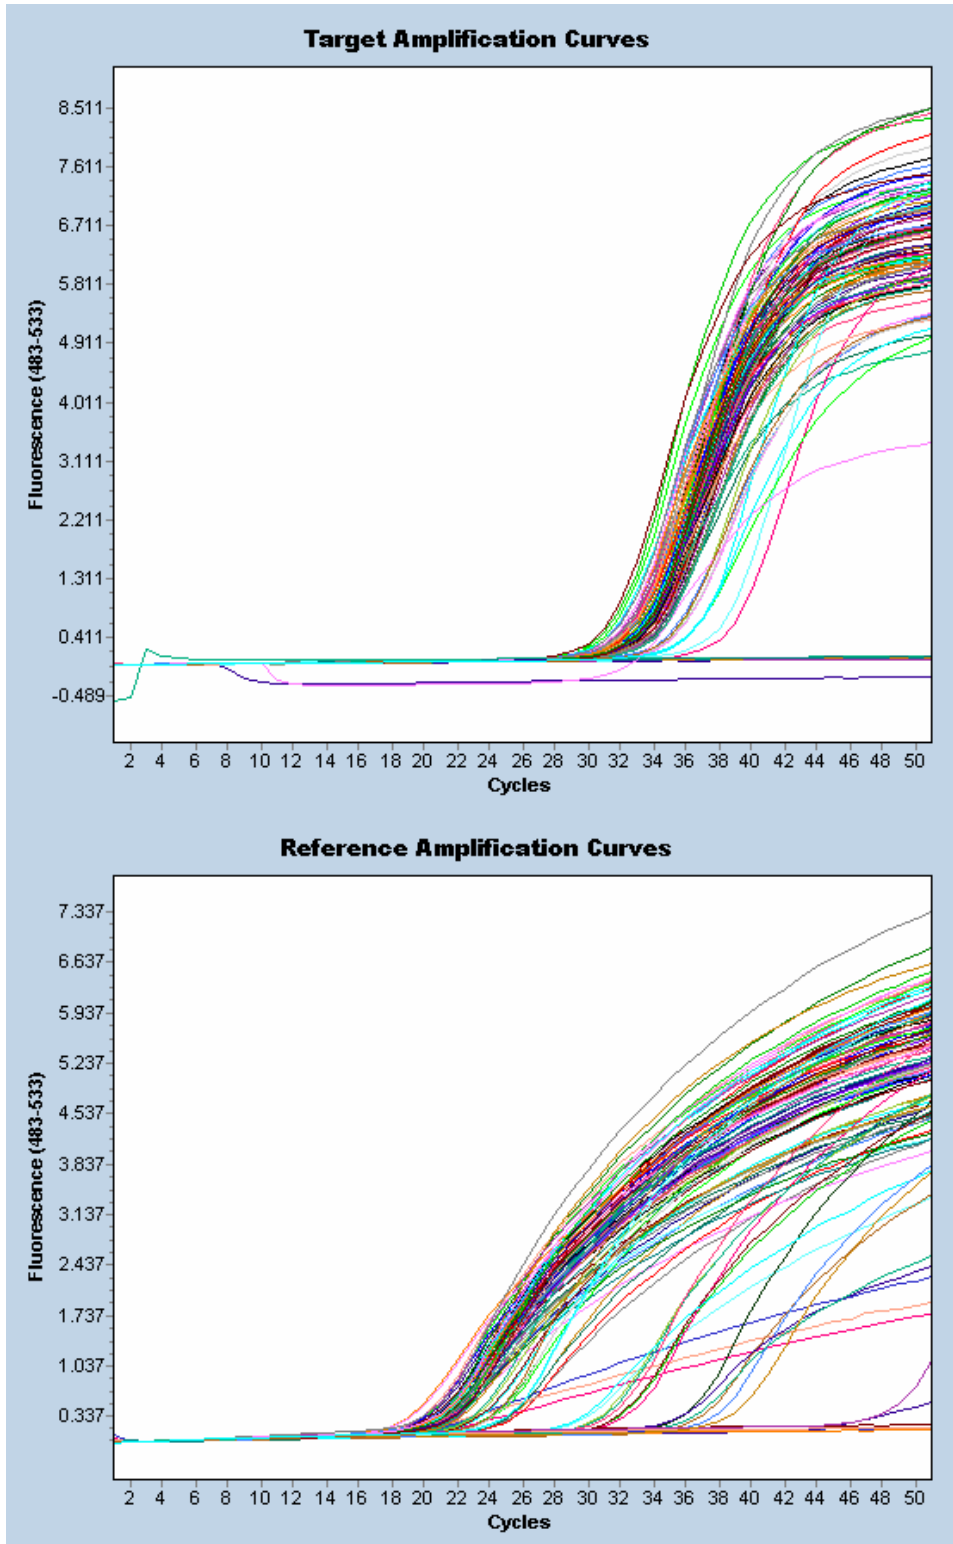 Target Amplification Curves
8.511
7.611
6.711
5.811
4.911
4.011
3.111
2.211
1.311
0.411
-0.489
Fluorescence (483-533)
2 4 6 8 10 12 14 16 18 20 22 24 26 28 30 32 34 36 38 40 42 44 46 48 50
Cycles
Reference Amplification Curves
7.337
6.637
5.937
5.237
4.537
3.837
3.137
2.437
1.737
1.037
0.337
Fluorescence (483-533)
2 4 6 8 10 12 14 16 18 20 22 24 26 28 30 32 34 36 38 40 42 44 46 48 50
Cycles